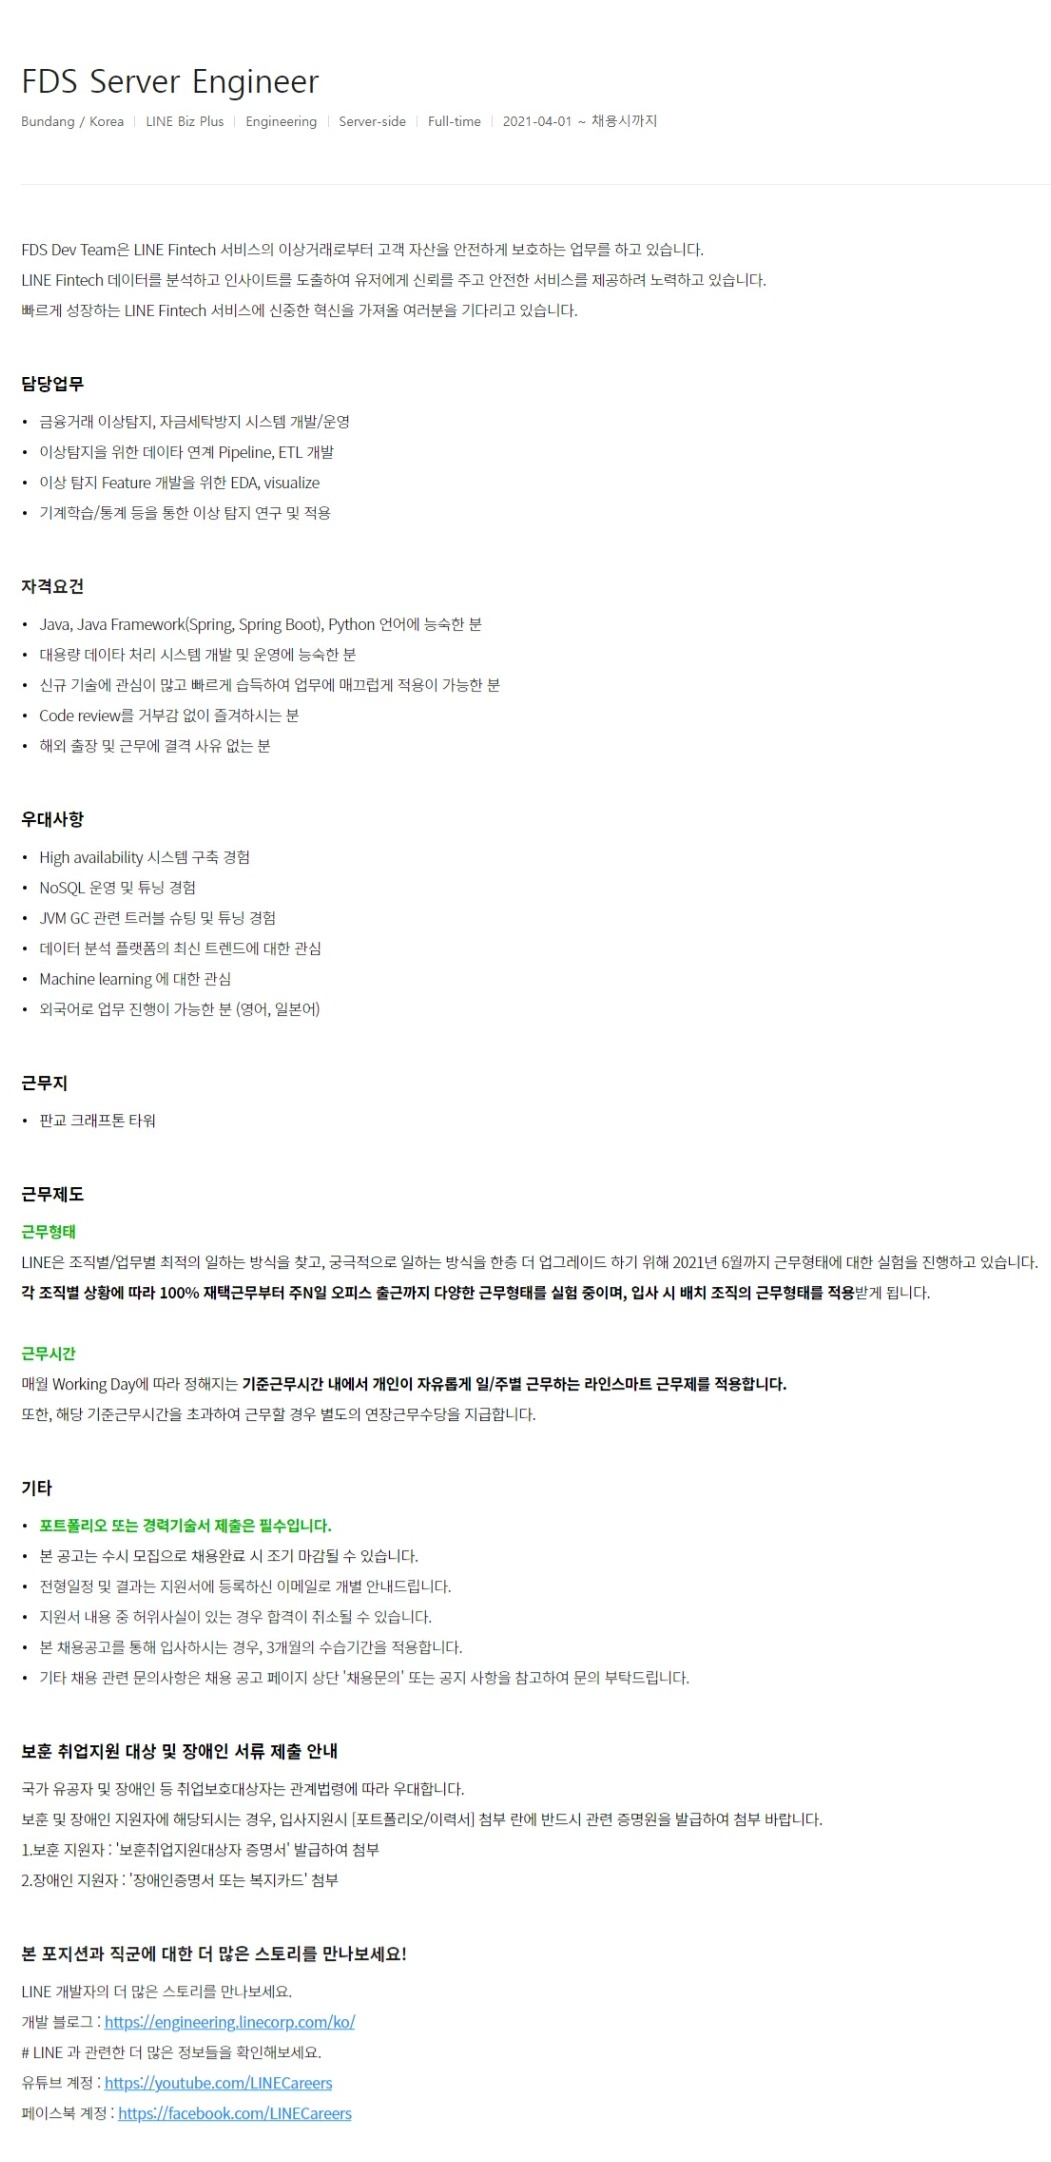 FDS Server Engineer
Bundang / Korea | LINE Biz Plus | Engineering | Server-side | Full-time | 2021-04-01 ~ 채용시까지
FDS Dev Team은 LINE Fintech 서비스의 이상거래로부터 고객 자산을 안전하게 보호하는 업무를 하고 있습니다.
LINE Fintech 데이터를 분석하고 인사이트를 도출하여 유저에게 신뢰를 주고 안전한 서비스를 제공하려 노력하고 있습니다.
빠르게 성장하는 LINE Fintech 서비스에 신중한 혁신을 가져올 여러분을 기다리고 있습니다.
담당업무
• 금융거래 이상탐지, 자금세탁방지 시스템 개발/운영
• 이상탐지을 위한 데이타 연계 Pipeline, ETL 개발
• 이상 탐지 Feature 개발을 위한 EDA, visualize
• 기계학습/통계 등을 통한 이상 탐지 연구 및 적용
자격요건
• Java, Java Framework(Spring, Spring Boot), Python 언어에 능숙한 분
• 대용량 데이타 처리 시스템 개발 및 운영에 능숙한 분
• 신규 기술에 관심이 많고 빠르게 습득하여 업무에 매끄럽게 적용이 가능한 분
• Code review를 거부감 없이 즐겨하시는 분
• 해외 출장 및 근무에 결격 사유 없는 분
우대사항
• High availability 시스템 구축 경험
• NoSQL 운영 및 튜닝 경험
• JVM GC 관련 트러블 슈팅 및 튜닝 경험
• 데이터 분석 플랫폼의 최신 트렌드에 대한 관심
• Machine learning 에 대한 관심
• 외국어로 업무 진행이 가능한 분 (영어, 일본어)
근무지
• 판교 크래프톤 타워
근무제도
근무형태
LINE은 조직별/업무별 최적의 일하는 방식을 찾고, 궁극적으로 일하는 방식을 한층 더 업그레이드 하기 위해 2021년 6월까지 근무형태에 대한 실험을 진행하고 있습니다.
각 조직별 상황에 따라 100% 재택근무부터 주N일 오피스 출근까지 다양한 근무형태를 실험 중이며, 입사 시 배치 조직의 근무형태를 적용받게 됩니다.
근무시간
매월 Working Day에 따라 정해지는 기준근무시간 내에서 개인이 자유롭게 일/주별 근무하는 라인스마트 근무제를 적용합니다.
또한, 해당 기준근무시간을 초과하여 근무할 경우 별도의 연장근무수당을 지급합니다.
기타
• 포트폴리오 또는 경력기술서 제출은 필수입니다.
• 본 공고는 수시 모집으로 채용완료 시 조기 마감될 수 있습니다.
• 전형일정 및 결과는 지원서에 등록하신 이메일로 개별 안내드립니다.
• 지원서 내용 중 허위사실이 있는 경우 합격이 취소될 수 있습니다.
• 본 채용공고를 통해 입사하시는 경우, 3개월의 수습기간을 적용합니다.
• 기타 채용 관련 문의사항은 채용 공고 페이지 상단 '채용문의' 또는 공지 사항을 참고하여 문의 부탁드립니다.
보훈 취업지원 대상 및 장애인 서류 제출 안내
국가 유공자 및 장애인 등 취업보호대상자는 관계법령에 따라 우대합니다.
보훈 및 장애인 지원자에 해당되시는 경우, 입사지원시 [포트폴리오/이력서] 첨부 란에 반드시 관련 증명원을 발급하여 첨부 바랍니다.
1.보훈 지원자 : '보훈취업지원대상자 증명서' 발급하여 첨부
2.장애인 지원자 : '장애인증명서 또는 복지카드' 첨부
본 포지션과 직군에 대한 더 많은 스토리를 만나보세요!
LINE 개발자의 더 많은 스토리를 만나보세요.
개발 블로그 : https://engineering.linecorp.com/ko/
# LINE 과 관련한 더 많은 정보들을 확인해보세요.
유튜브 계정 : https://youtube.com/LINECareers
페이스북 계정 : https://facebook.com/LINECareers